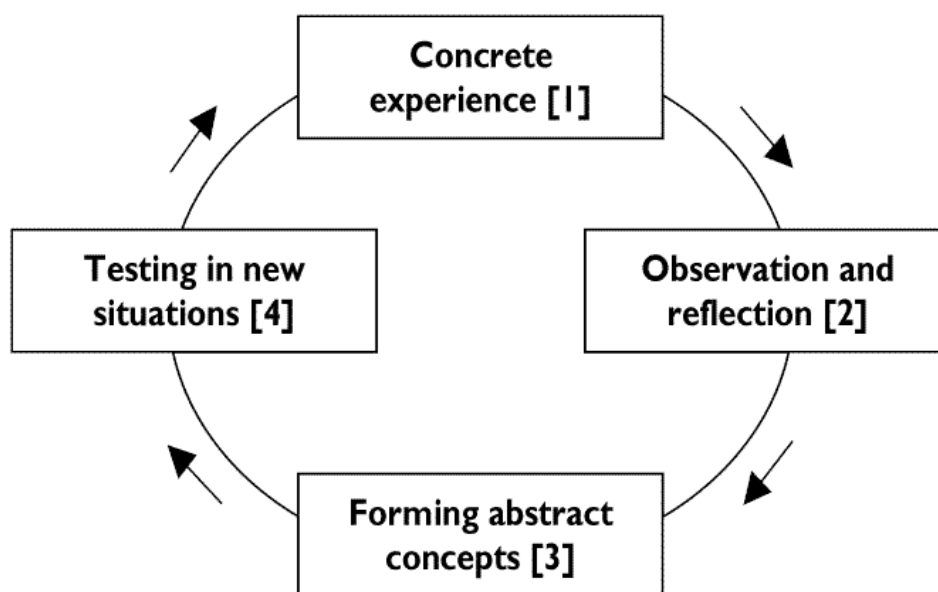 Concrete
experience [1]
Testing in new
situations [4]
Observation and
reflection [2]
Forming abstract
concepts [3]